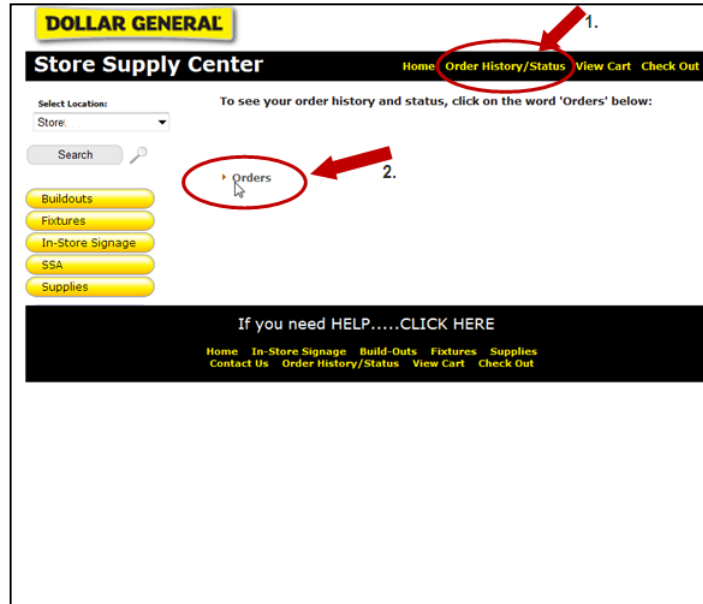 DOLLAR GENERAL
1.
Store Supply Center
Home Order History/Status View Cart Check Out
Select Location:
Store:
To see your order history and status, click on the word 'Orders' below:
Search
2.
Orders
Buildouts
Fixtures
In-Store Signage
SSA
Supplies
If you need HELP.....CLICK HERE
Home In-Store Signage Build-Outs Fixtures Supplies
Contact Us Order History/Status View Cart Check Out